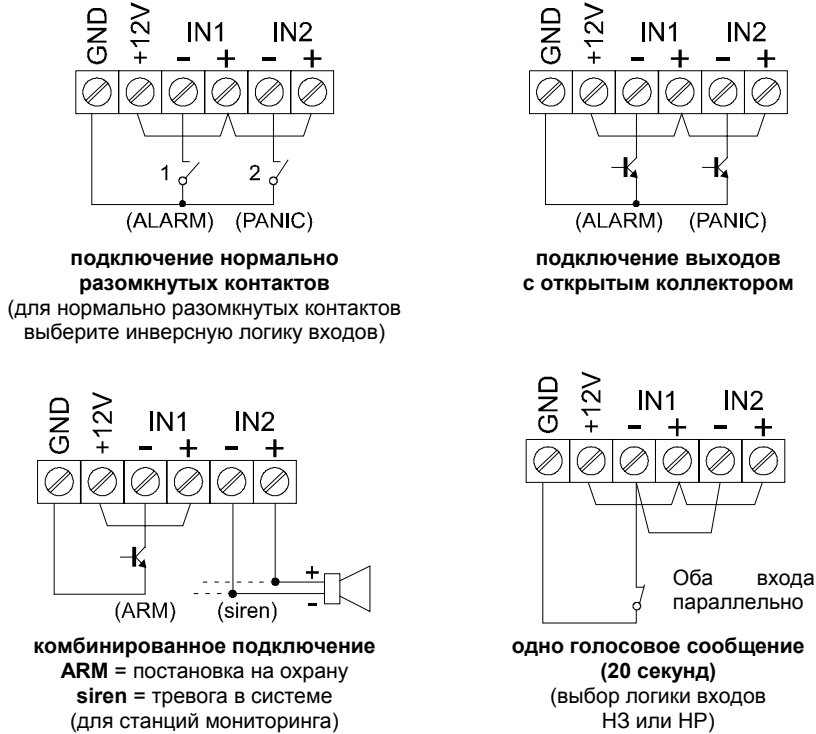 GND +12V IN1 IN2
− + − +
1 2
(ALARM) (PANIC)
подключение нормально
разомкнутых контактов
(для нормально разомкнутых контактов
выберите инверсную логику входов)
GND +12V IN1 IN2
− + − +
(ALARM) (PANIC)
подключение выходов
с открытым коллектором
GND +12V IN1 IN2
− + − +
+
−
(ARM) (siren)
комбинированное подключение
ARM = постановка на охрану
siren = тревога в системе
(для станций мониторинга)
GND +12V IN1 IN2
− + − +
Оба входа
параллельно
одно голосовое сообщение
(20 секунд)
(выбор логики входов
НЗ или НР)